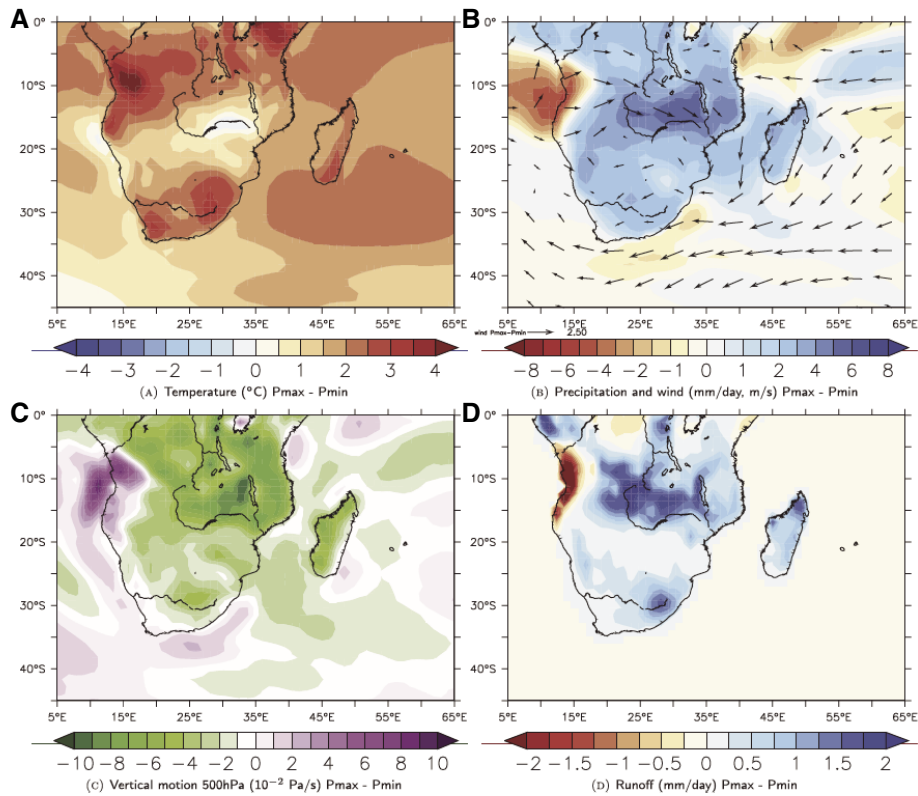 A
B
0°
10°S
20°S
30°S
40°S
5°E 15°E 25°E 35°E 45°E 55°E 65°E
0°
10°S
20°S
30°S
40°S
5°E 15°E 25°E 35°E 45°E 55°E 65°E
wind Pmax-Pmin 2.50
−4 −3 −2 −1 0 1 2 3 4
(A) Temperature (°C) Pmax - Pmin
−8 −6 −4 −2 −1 0 1 2 4 6 8
(B) Precipitation and wind (mm/day, m/s) Pmax - Pmin
C
D
0°
10°S
20°S
30°S
40°S
5°E 15°E 25°E 35°E 45°E 55°E 65°E
0°
10°S
20°S
30°S
40°S
5°E 15°E 25°E 35°E 45°E 55°E 65°E
−10 −8 −6 −4 −2 0 2 4 6 8 10
(C) Vertical motion 500hPa (10⁻² Pa/s) Pmax - Pmin
−2 −1.5 −1 −0.5 0 0.5 1 1.5 2
(D) Runoff (mm/day) Pmax - Pmin